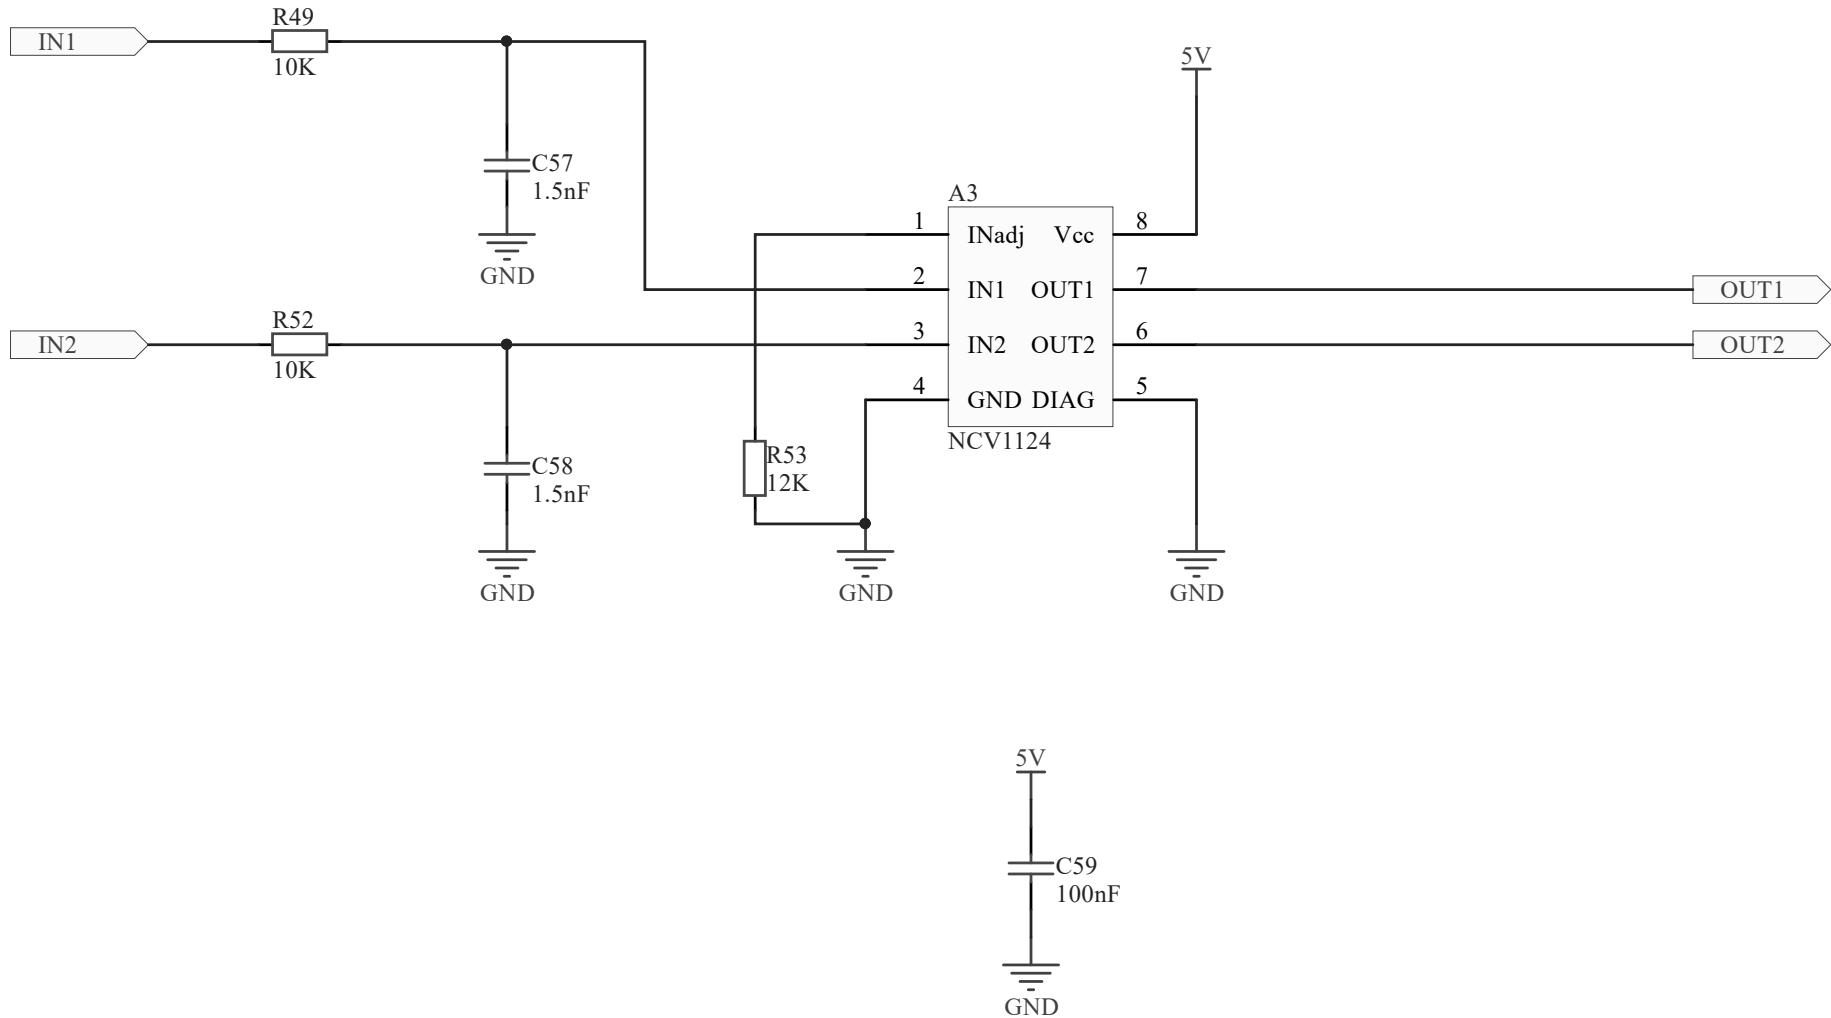 R49
IN1
10K
5V
C57
1.5nF
GND
A3
1 INadj Vcc 8
2 IN1 OUT1 7
OUT1
3 IN2 OUT2 6
OUT2
4 GND DIAG 5
NCV1124
R52
IN2
10K
C58
1.5nF
GND
R53
12K
GND
GND
5V
C59
100nF
GND